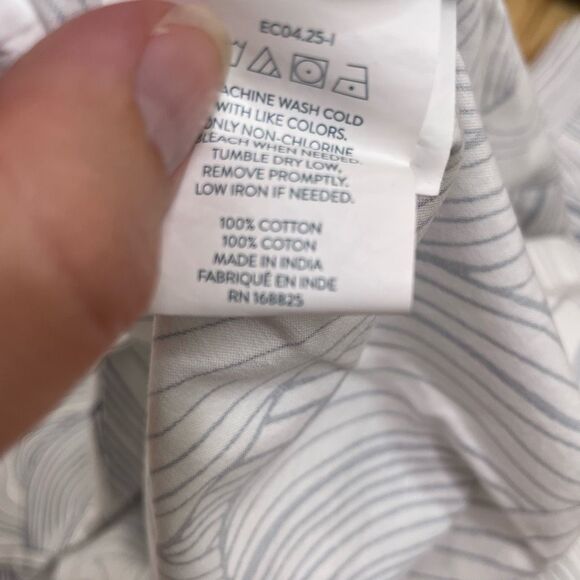 EC04.25-I
ACHINE WASH COLD
WITH LIKE COLORS.
ONLY NON-CHLORINE
BLEACH WHEN NEEDED.
TUMBLE DRY LOW,
REMOVE PROMPTLY.
LOW IRON IF NEEDED.
100% COTTON
100% COTON
MADE IN INDIA
FABRIQUÉ EN INDE
RN 168825